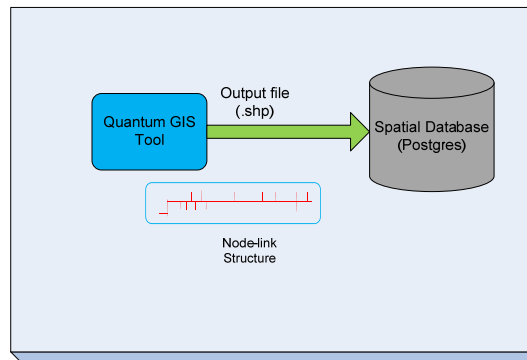 Output file
(.shp)
Quantum GIS
Tool
Spatial Database
(Postgres)
Node-link
Structure